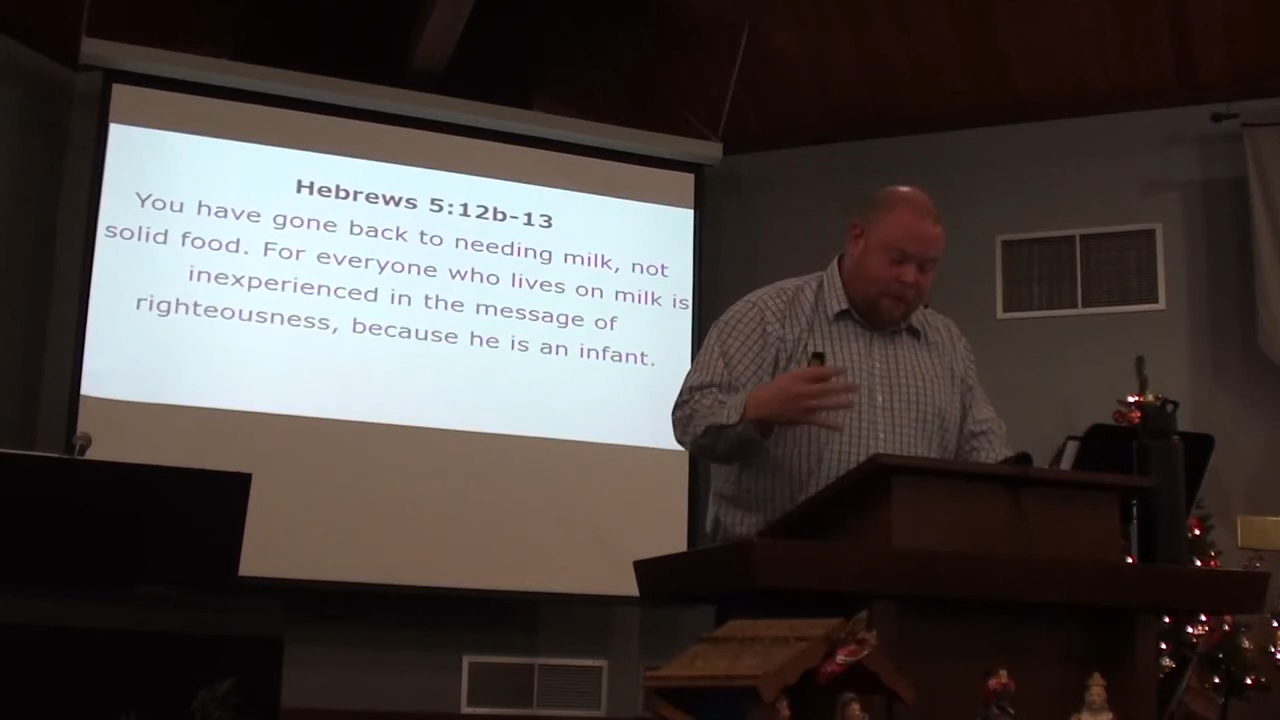 Hebrews 5:12b-13
You have gone back to needing milk, not
solid food. For everyone who lives on milk is
inexperienced in the message of
righteousness, because he is an infant.